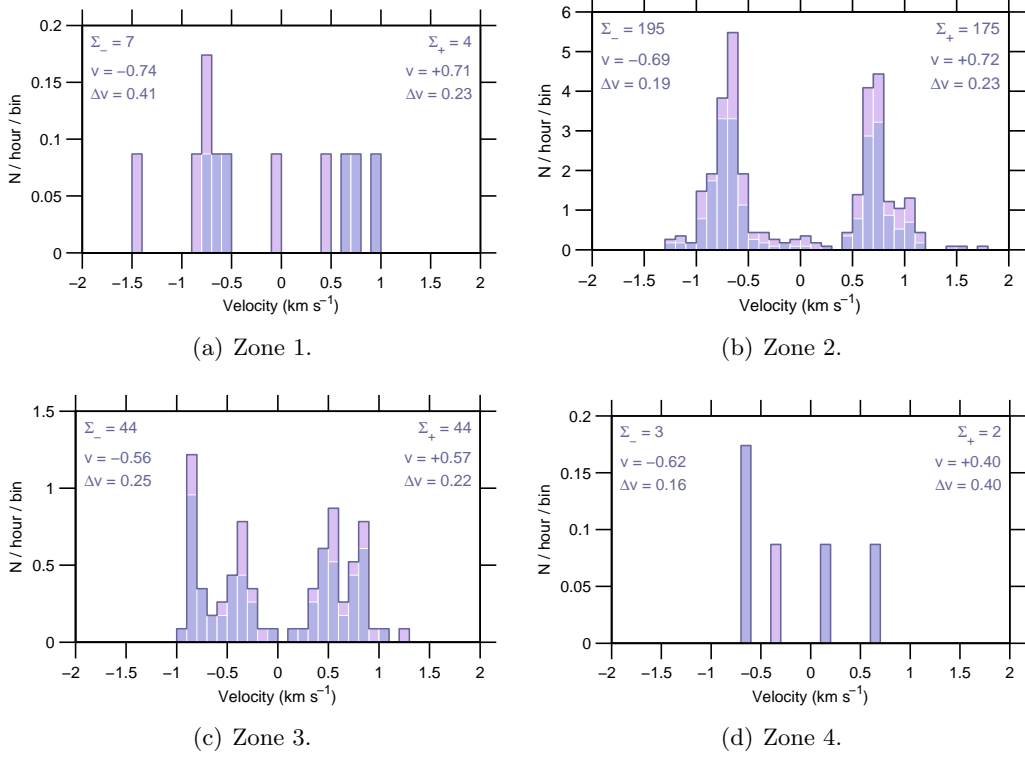 0.2
0.15
0.1
0.05
0
N / hour / bin
Σ₋ = 7
v = −0.74
Δv = 0.41
Σ₊ = 4
v = +0.71
Δv = 0.23
−2 −1.5 −1 −0.5 0 0.5 1 1.5 2
Velocity (km s⁻¹)
(a) Zone 1.
6
5
4
3
2
1
0
N / hour / bin
Σ₋ = 195
v = −0.69
Δv = 0.19
Σ₊ = 175
v = +0.72
Δv = 0.23
−2 −1.5 −1 −0.5 0 0.5 1 1.5 2
Velocity (km s⁻¹)
(b) Zone 2.
1.5
1
0.5
0
N / hour / bin
Σ₋ = 44
v = −0.56
Δv = 0.25
Σ₊ = 44
v = +0.57
Δv = 0.22
−2 −1.5 −1 −0.5 0 0.5 1 1.5 2
Velocity (km s⁻¹)
(c) Zone 3.
0.2
0.15
0.1
0.05
0
N / hour / bin
Σ₋ = 3
v = −0.62
Δv = 0.16
Σ₊ = 2
v = +0.40
Δv = 0.40
−2 −1.5 −1 −0.5 0 0.5 1 1.5 2
Velocity (km s⁻¹)
(d) Zone 4.